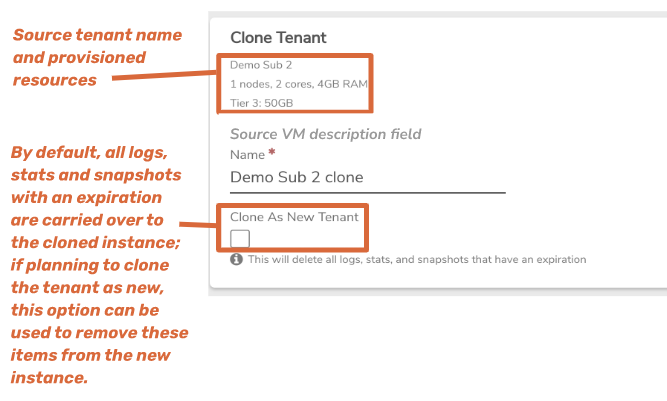 Source tenant name
and provisioned
resources
Clone Tenant
Demo Sub 2
1 nodes, 2 cores, 4GB RAM
Tier 3: 50GB
Source VM description field
Name *
Demo Sub 2 clone
By default, all logs,
stats and snapshots
with an expiration
are carried over to
the cloned instance;
if planning to clone
the tenant as new,
this option can be
used to remove these
items from the new
instance.
Clone As New Tenant
This will delete all logs, stats, and snapshots that have an expiration